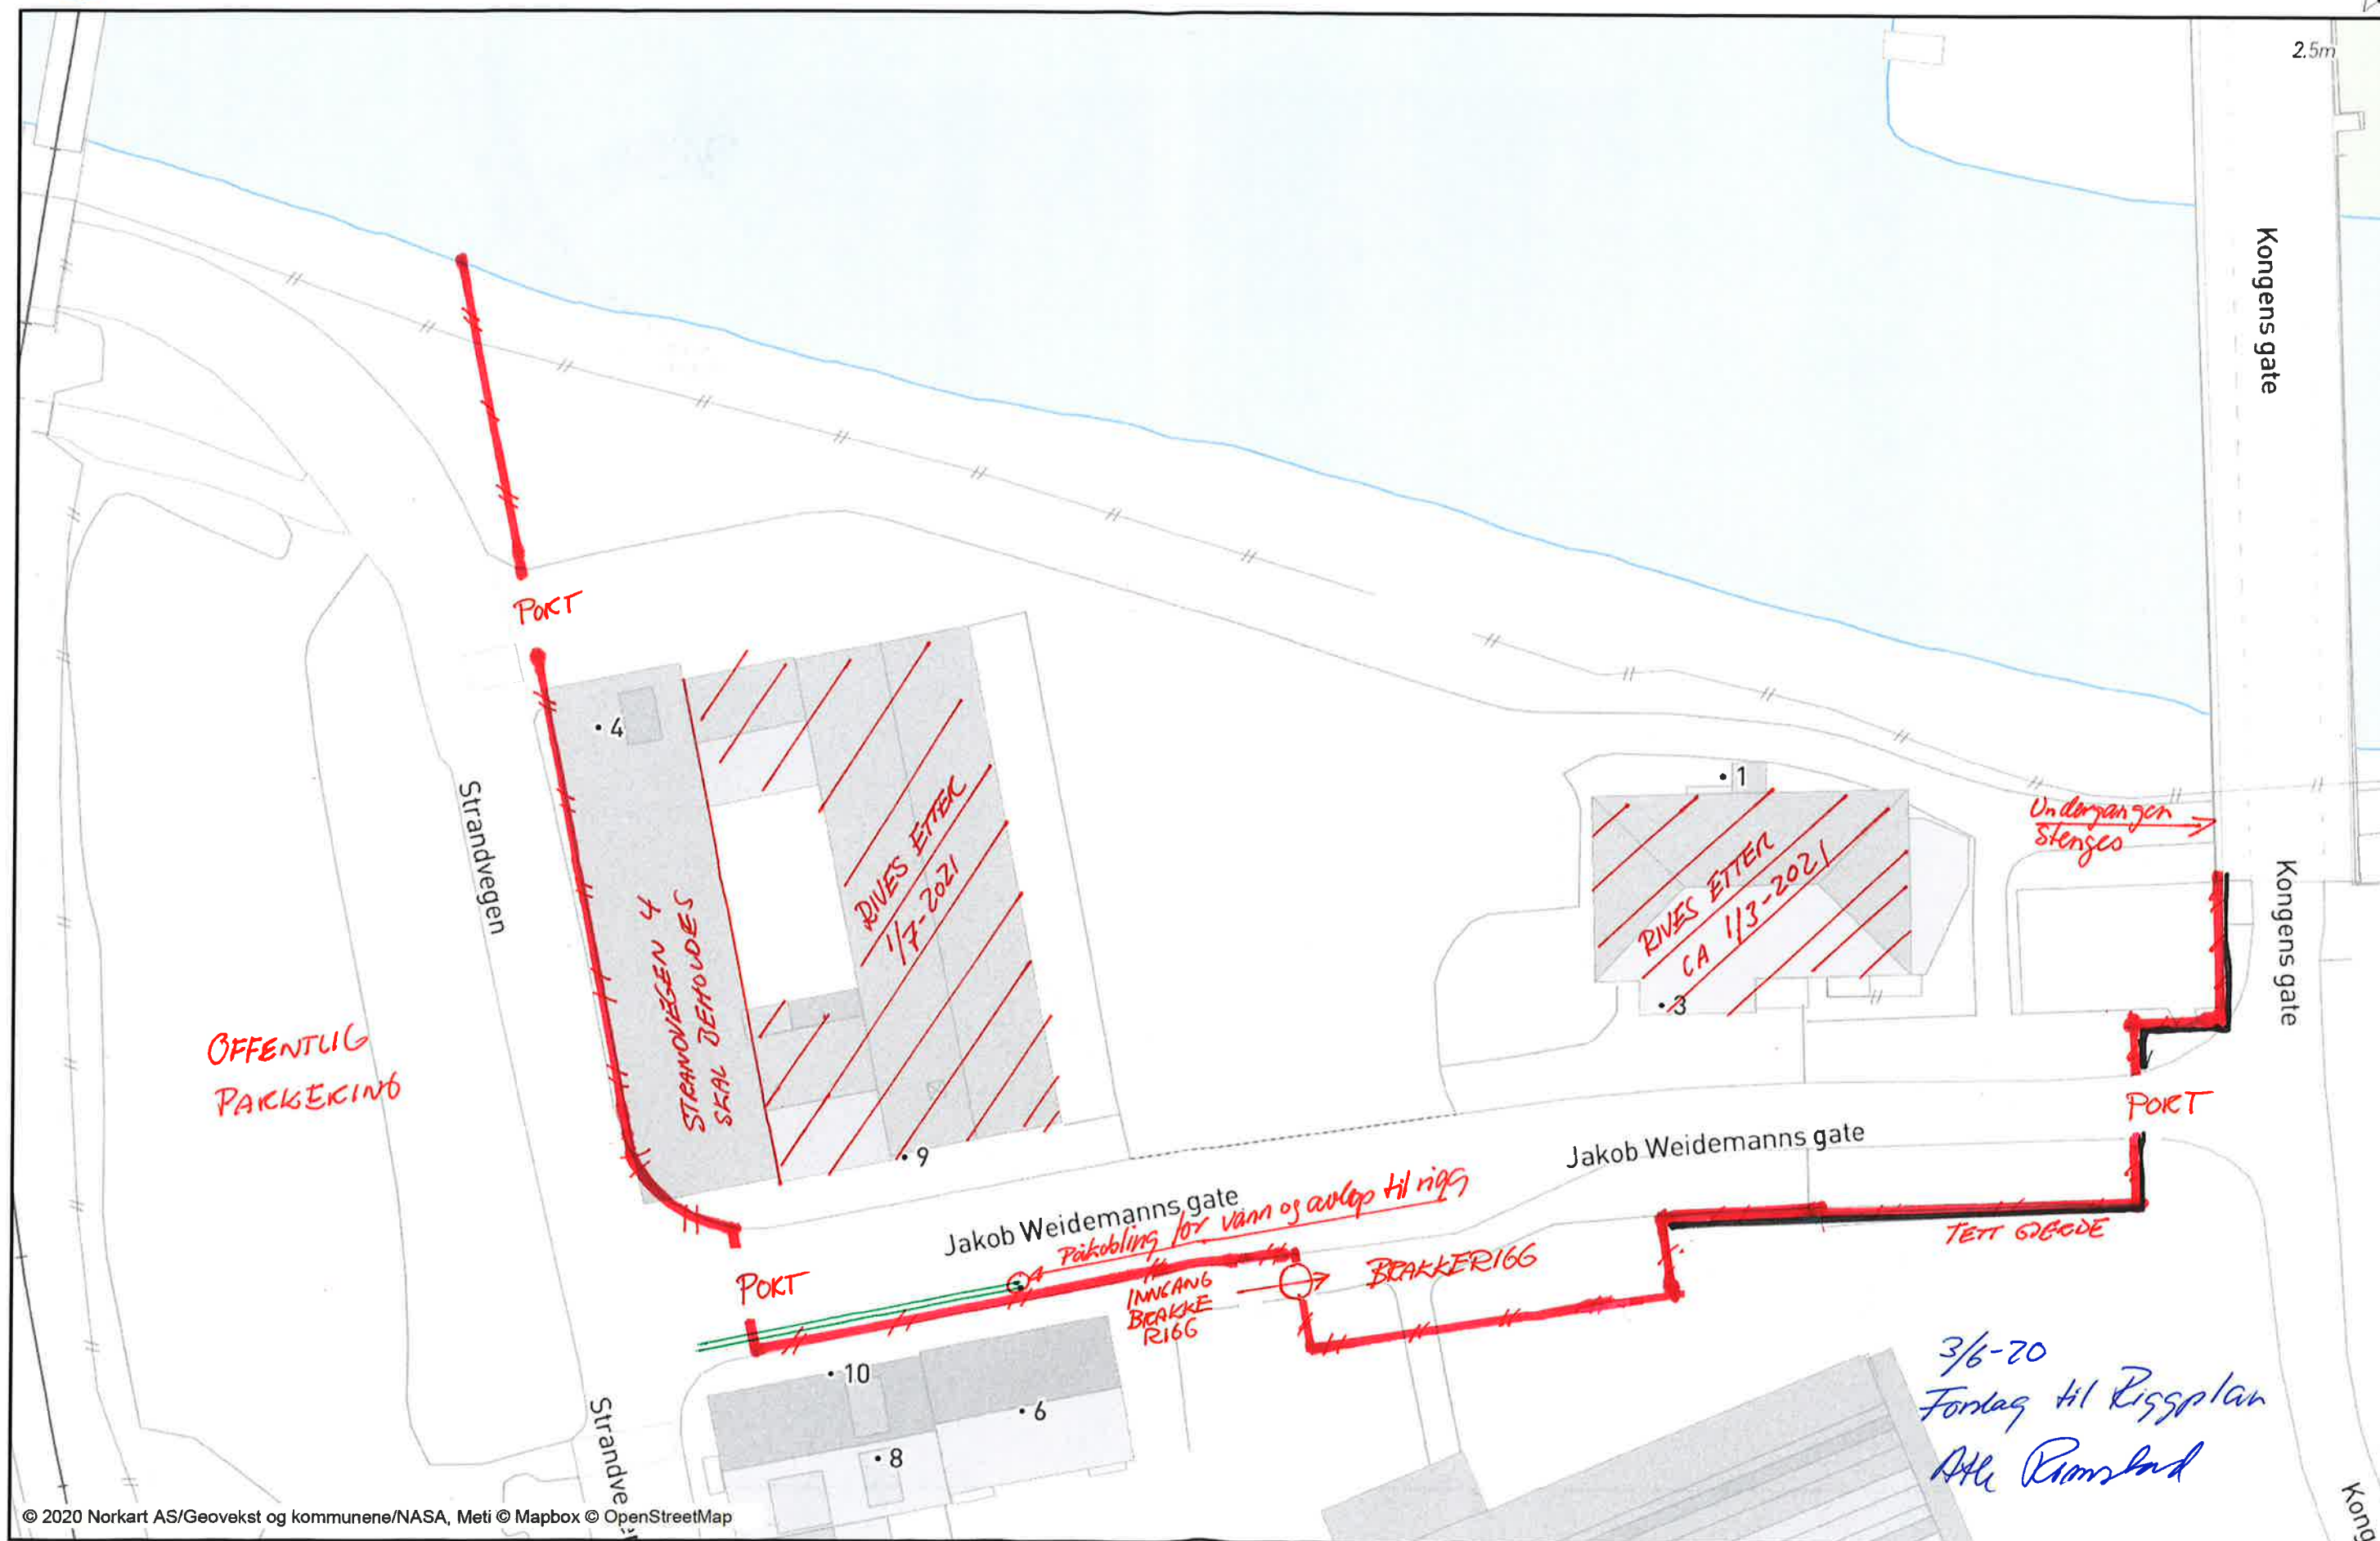 2.5m
Kongens gate
PORT
4
Strandvegen
STRANDVEGEN 4
SKAL BEHOLDES
RIVES ETTER
1/7-2021
9
1
RIVES ETTER
CA 1/3-2021
3
Undergangen
Stenges
Kongens gate
OFFENTLIG
PARKERING
PORT
Jakob Weidemanns gate
Jakob Weidemanns gate
Påkobling for vann og avløp til rigg
TETT GJERDE
PORT
INNGANG
BRAKKE
RIGG
BRAKKERIGG
10
6
8
Strandve
3/6-20
Forslag til Riggplan
Kong
© 2020 Norkart AS/Geovekst og kommunene/NASA, Meti © Mapbox © OpenStreetMap